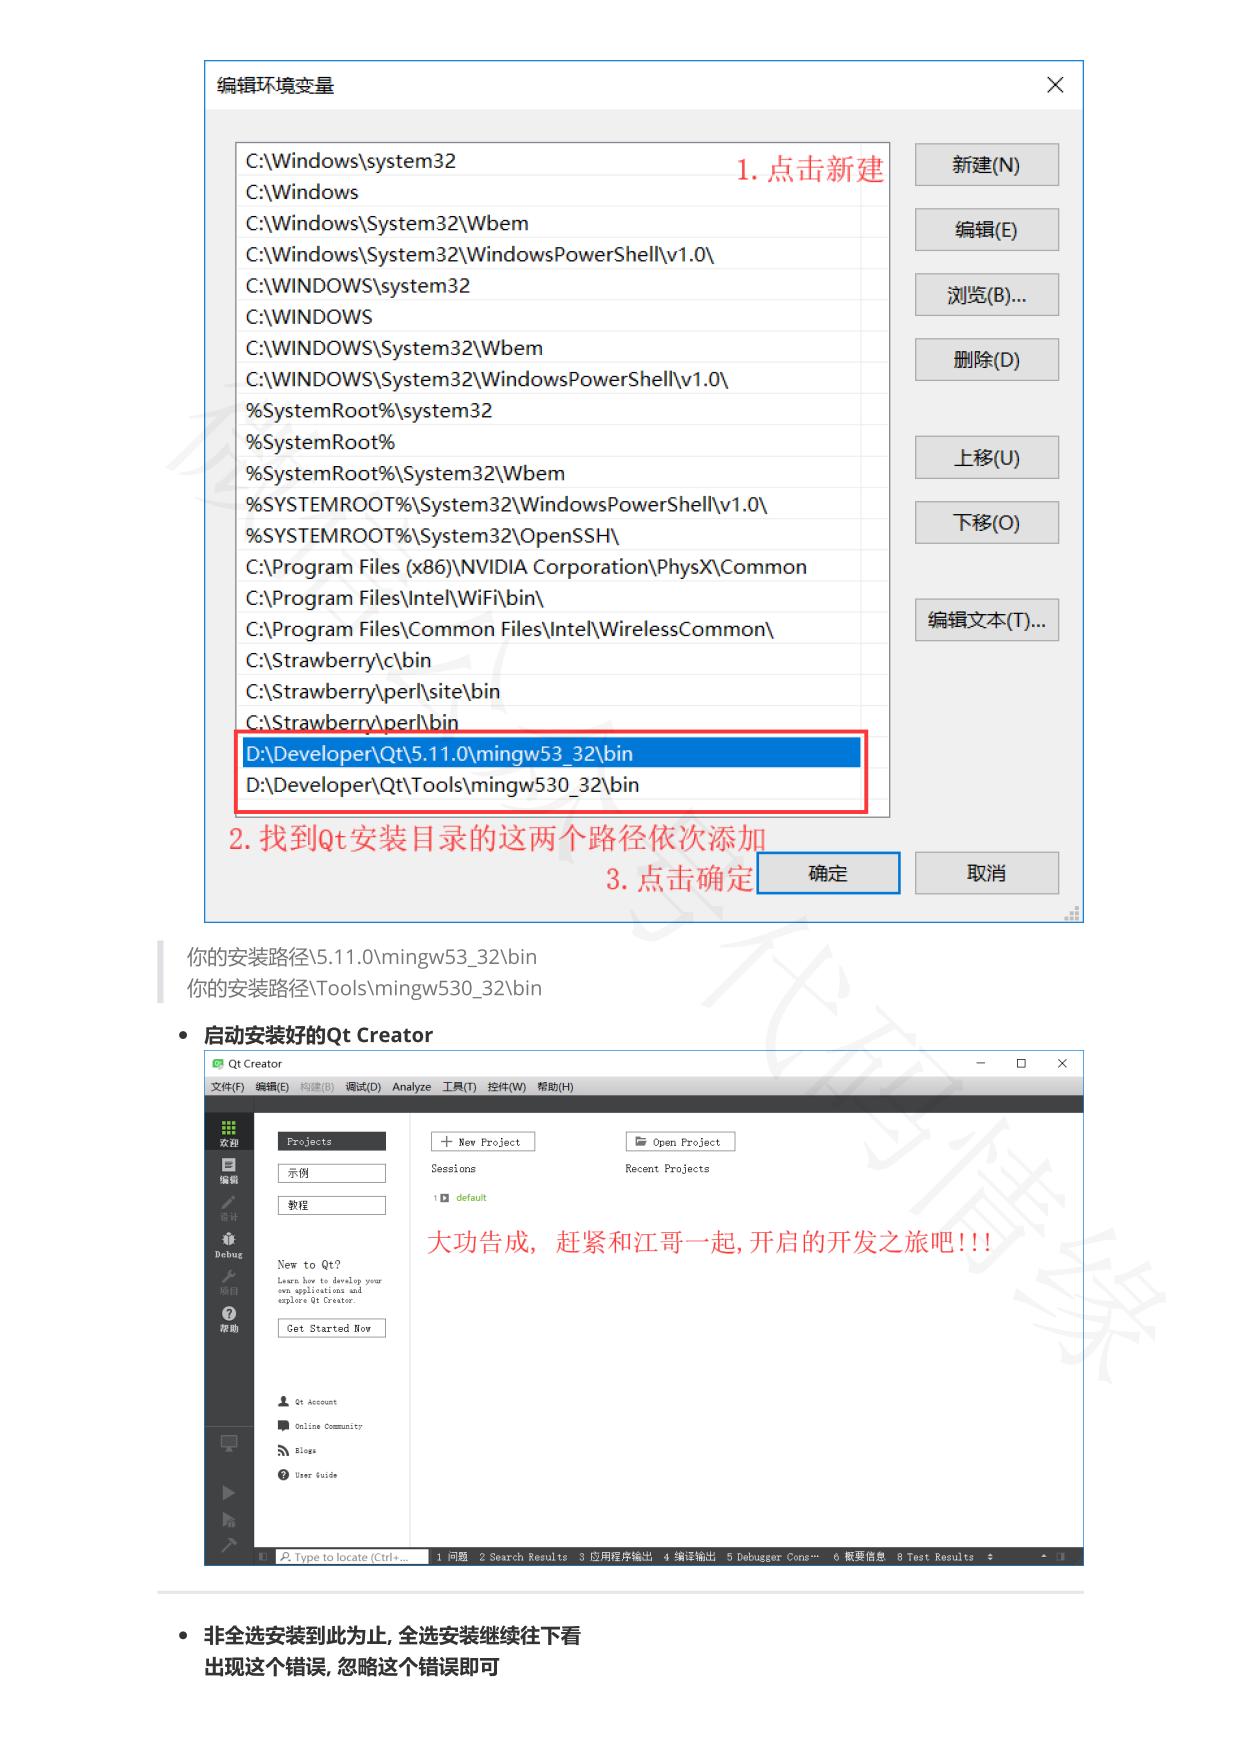 编辑环境变量
C:\Windows\system32
1.点击新建
新建(N)
C:\Windows
C:\Windows\System32\Wbem
编辑(E)
C:\Windows\System32\WindowsPowerShell\v1.0\
C:\WINDOWS\system32
浏览(B)...
C:\WINDOWS
C:\WINDOWS\System32\Wbem
删除(D)
C:\WINDOWS\System32\WindowsPowerShell\v1.0\
%SystemRoot%\system32
%SystemRoot%
上移(U)
%SystemRoot%\System32\Wbem
%SYSTEMROOT%\System32\WindowsPowerShell\v1.0\
下移(O)
%SYSTEMROOT%\System32\OpenSSH\
C:\Program Files (x86)\NVIDIA Corporation\PhysX\Common
C:\Program Files\Intel\WiFi\bin\
编辑文本(T)...
C:\Program Files\Common Files\Intel\WirelessCommon\
C:\Strawberry\c\bin
C:\Strawberry\perl\site\bin
C:\Strawberry\perl\bin
D:\Developer\Qt\5.11.0\mingw53_32\bin
D:\Developer\Qt\Tools\mingw530_32\bin
2.找到Qt安装目录的这两个路径依次添加
3.点击确定
确定
取消
你的安装路径\5.11.0\mingw53_32\bin
你的安装路径\Tools\mingw530_32\bin
• 启动安装好的Qt Creator
Qt Creator
文件(F) 编辑(E) 构建(B) 调试(D) Analyze 工具(T) 控件(W) 帮助(H)
欢迎
编辑
设计
Debug
项目
帮助
Projects
示例
教程
New Project
Open Project
Sessions
Recent Projects
1 default
大功告成, 赶紧和江哥一起,开启的开发之旅吧!!!
New to Qt?
Learn how to develop your
own applications and
explore Qt Creator.
Get Started Now
Qt Account
Online Community
Blogs
User Guide
Type to locate (Ctrl+...
1 问题 2 Search Results 3 应用程序输出 4 编译输出 5 Debugger Cons… 6 概要信息 8 Test Results
• 非全选安装到此为止, 全选安装继续往下看
出现这个错误, 忽略这个错误即可
微信公众号代码情缘